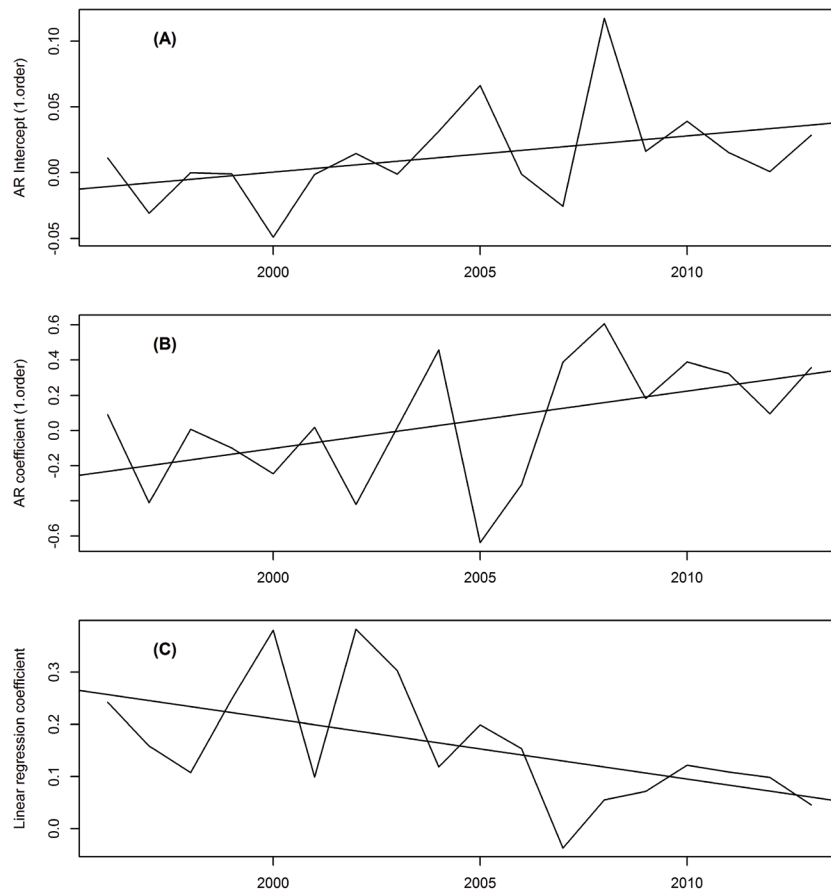 (A)
AR Intercept (1.order)
0.10
0.05
0.00
-0.05
2000 2005 2010
(B)
AR coefficient (1.order)
0.6
0.4
0.2
0.0
-0.2
-0.6
2000 2005 2010
(C)
Linear regression coefficient
0.3
0.2
0.1
0.0
2000 2005 2010